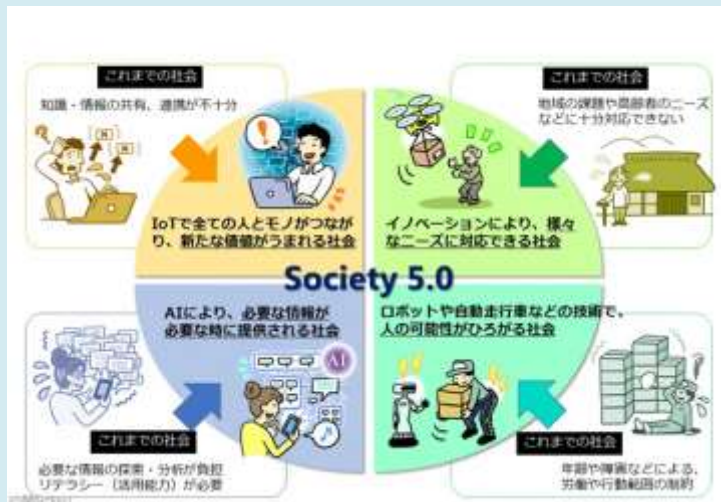 これまでの社会
知識・情報の共有、連携が不十分
IoTで全ての人とモノがつなが
り、新たな価値がうまれる社会
これまでの社会
地域の課題や高齢者のニーズ
などに十分対応できない
イノベーションにより、様々
なニーズに対応できる社会
Society 5.0
AIにより、必要な情報が
必要な時に提供される社会
AI
これまでの社会
必要な情報の探索・分析が負担
リテラシー（活用能力）が必要
ロボットや自動走行車などの技術で、
人の可能性がひろがる社会
これまでの社会
年齢や障害などによる、
労働や行動範囲の制約